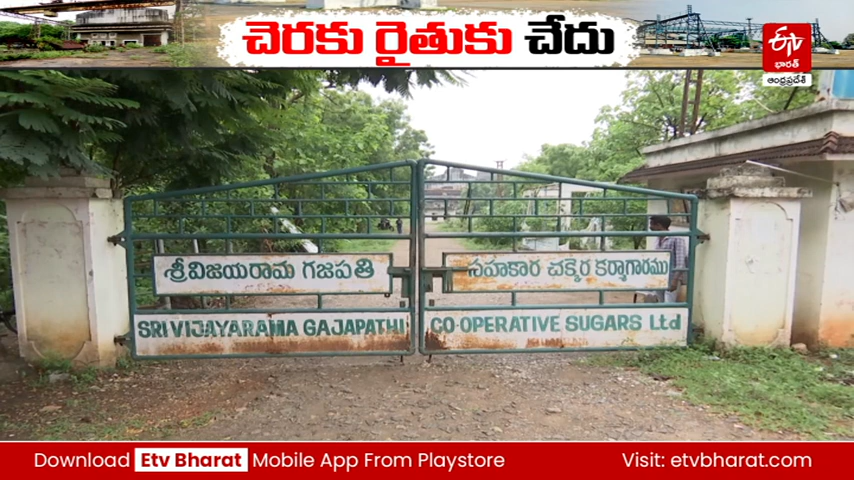 చెరకు రైతుకు చేదు
ETV
భారత్
ఆంధ్రప్రదేశ్
శ్రీ విజయరామ గజపతి సహకార చక్కెర కర్మాగారము
SRI VIJAYARAMA GAJAPATHI CO-OPERATIVE SUGARS Ltd
Download Etv Bharat Mobile App From Playstore
Visit: etvbharat.com